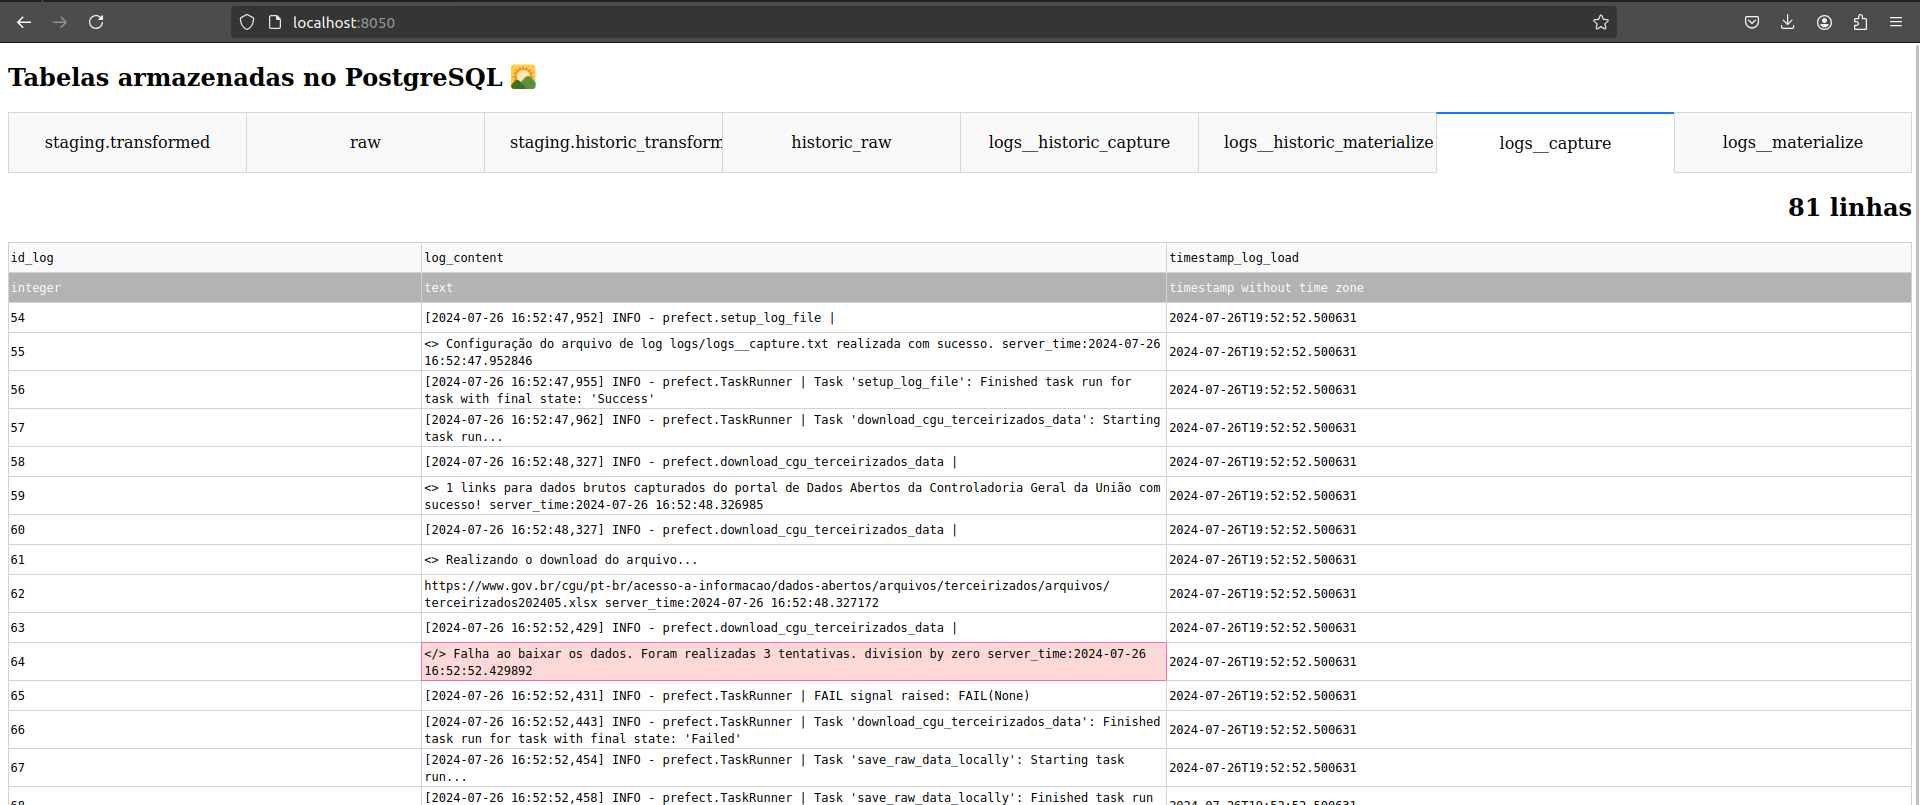 localhost:8050
Tabelas armazenadas no PostgreSQL
staging.transformed
raw
staging.historic_transform
historic_raw
logs__historic_capture
logs__historic_materialize
logs__capture
logs__materialize
81 linhas
id_log log_content timestamp_log_load
integer text timestamp without time zone
54 [2024-07-26 16:52:47,952] INFO - prefect.setup_log_file | 2024-07-26T19:52:52.500631
55 <> Configuração do arquivo de log logs/logs__capture.txt realizada com sucesso. server_time:2024-07-26
16:52:47.952846 2024-07-26T19:52:52.500631
56 [2024-07-26 16:52:47,955] INFO - prefect.TaskRunner | Task 'setup_log_file': Finished task run for
task with final state: 'Success' 2024-07-26T19:52:52.500631
57 [2024-07-26 16:52:47,962] INFO - prefect.TaskRunner | Task 'download_cgu_terceirizados_data': Starting
task run... 2024-07-26T19:52:52.500631
58 [2024-07-26 16:52:48,327] INFO - prefect.download_cgu_terceirizados_data | 2024-07-26T19:52:52.500631
59 <> 1 links para dados brutos capturados do portal de Dados Abertos da Controladoria Geral da União com
sucesso! server_time:2024-07-26 16:52:48.326985 2024-07-26T19:52:52.500631
60 [2024-07-26 16:52:48,327] INFO - prefect.download_cgu_terceirizados_data | 2024-07-26T19:52:52.500631
61 <> Realizando o download do arquivo... 2024-07-26T19:52:52.500631
62 https://www.gov.br/cgu/pt-br/acesso-a-informacao/dados-abertos/arquivos/terceirizados/arquivos/
terceirizados202405.xlsx server_time:2024-07-26 16:52:48.327172 2024-07-26T19:52:52.500631
63 [2024-07-26 16:52:52,429] INFO - prefect.download_cgu_terceirizados_data | 2024-07-26T19:52:52.500631
64 </> Falha ao baixar os dados. Foram realizadas 3 tentativas. division by zero server_time:2024-07-26
16:52:52.429892 2024-07-26T19:52:52.500631
65 [2024-07-26 16:52:52,431] INFO - prefect.TaskRunner | FAIL signal raised: FAIL(None) 2024-07-26T19:52:52.500631
66 [2024-07-26 16:52:52,443] INFO - prefect.TaskRunner | Task 'download_cgu_terceirizados_data': Finished
task run for task with final state: 'Failed' 2024-07-26T19:52:52.500631
67 [2024-07-26 16:52:52,454] INFO - prefect.TaskRunner | Task 'save_raw_data_locally': Starting task
run... 2024-07-26T19:52:52.500631
68 [2024-07-26 16:52:52,458] INFO - prefect.TaskRunner | Task 'save_raw_data_locally': Finished task run 2024-07-26T19:52:52.500631